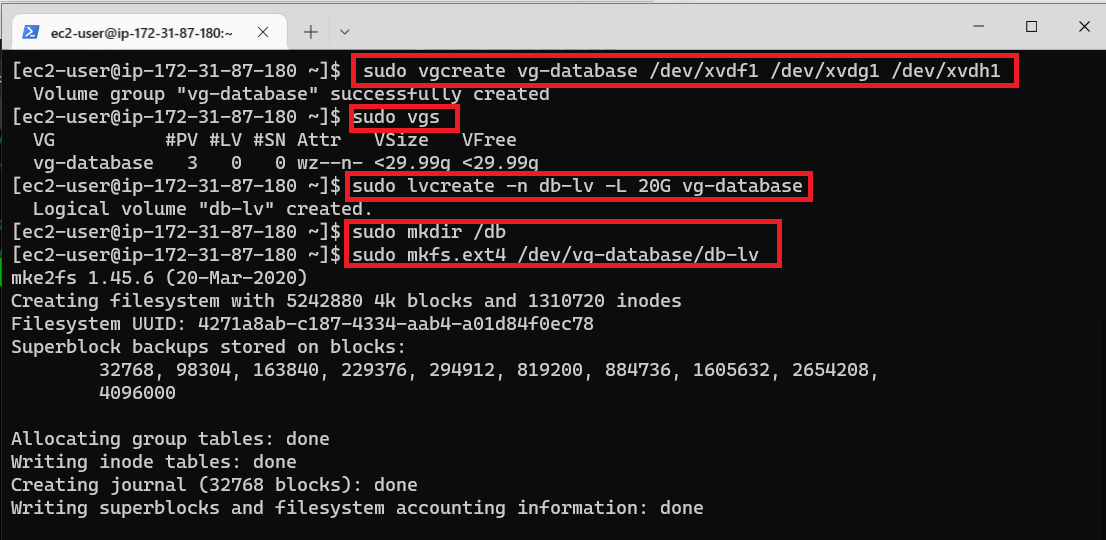 ec2-user@ip-172-31-87-180:~
[ec2-user@ip-172-31-87-180 ~]$ sudo vgcreate vg-database /dev/xvdf1 /dev/xvdg1 /dev/xvdh1
  Volume group "vg-database" successfully created
[ec2-user@ip-172-31-87-180 ~]$ sudo vgs
  VG          #PV #LV #SN Attr   VSize   VFree
  vg-database   3   0   0 wz--n- <29.99g <29.99g
[ec2-user@ip-172-31-87-180 ~]$ sudo lvcreate -n db-lv -L 20G vg-database
  Logical volume "db-lv" created.
[ec2-user@ip-172-31-87-180 ~]$ sudo mkdir /db
[ec2-user@ip-172-31-87-180 ~]$ sudo mkfs.ext4 /dev/vg-database/db-lv
mke2fs 1.45.6 (20-Mar-2020)
Creating filesystem with 5242880 4k blocks and 1310720 inodes
Filesystem UUID: 4271a8ab-c187-4334-aab4-a01d84f0ec78
Superblock backups stored on blocks:
        32768, 98304, 163840, 229376, 294912, 819200, 884736, 1605632, 2654208,
        4096000
Allocating group tables: done
Writing inode tables: done
Creating journal (32768 blocks): done
Writing superblocks and filesystem accounting information: done